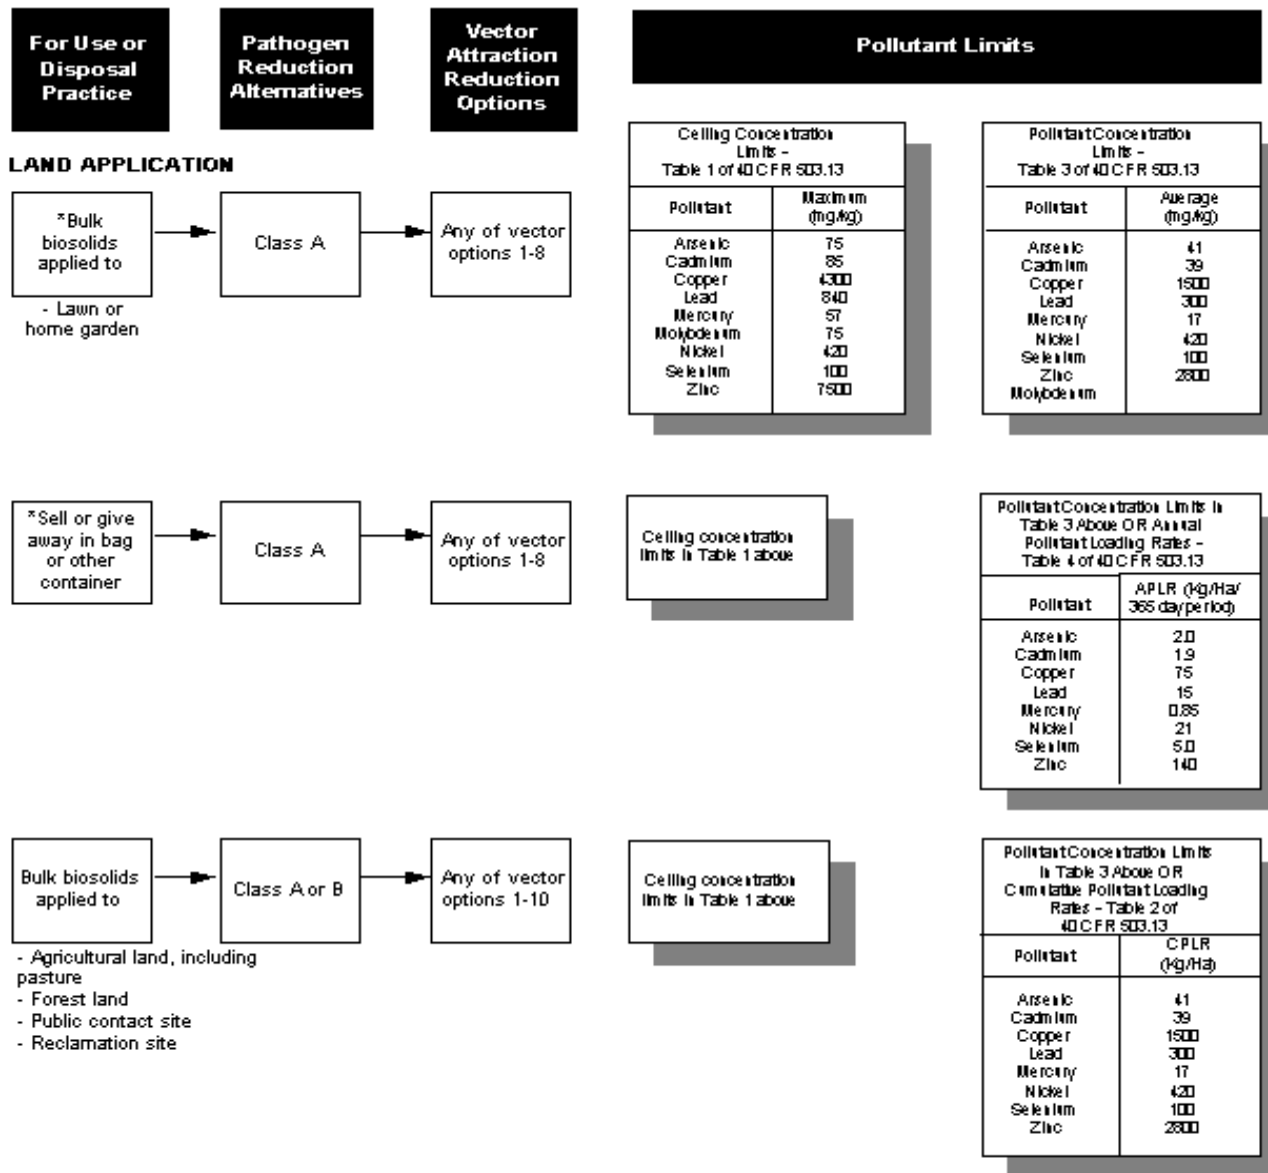 For Use or
Disposal
Practice
Pathogen
Reduction
Alternatives
Vector
Attraction
Reduction
Options
Pollutant Limits
LAND APPLICATION
*Bulk
biosolids
applied to
- Lawn or
home garden
Class A
Any of vector
options 1-8
Ceiling Concentration
Limits -
Table 1 of 40 CFR 503.13
Pollutant Maximum
(mg/kg)
Arsenic 75
Cadmium 85
Copper 4300
Lead 840
Mercury 57
Molybdenum 75
Nickel 420
Selenium 100
Zinc 7500
Pollutant Concentration
Limits -
Table 3 of 40 CFR 503.13
Pollutant Average
(mg/kg)
Arsenic 41
Cadmium 39
Copper 1500
Lead 300
Mercury 17
Nickel 420
Selenium 100
Zinc 2800
Molybdenum
*Sell or give
away in bag
or other
container
Class A
Any of vector
options 1-8
Ceiling concentration
limits in Table 1 above
Pollutant Concentration Limits in
Table 3 Above OR Annual
Pollutant Loading Rates -
Table 4 of 40 CFR 503.13
Pollutant APLR (Kg/Ha/
365 day period)
Arsenic 2.0
Cadmium 1.9
Copper 75
Lead 15
Mercury 0.85
Nickel 21
Selenium 5.0
Zinc 140
Bulk biosolids
applied to
- Agricultural land, including
pasture
- Forest land
- Public contact site
- Reclamation site
Class A or B
Any of vector
options 1-10
Ceiling concentration
limits in Table 1 above
Pollutant Concentration Limits
in Table 3 Above OR
Cumulative Pollutant Loading
Rates - Table 2 of
40 CFR 503.13
Pollutant CPLR
(Kg/Ha)
Arsenic 41
Cadmium 39
Copper 1500
Lead 300
Mercury 17
Nickel 420
Selenium 100
Zinc 2800